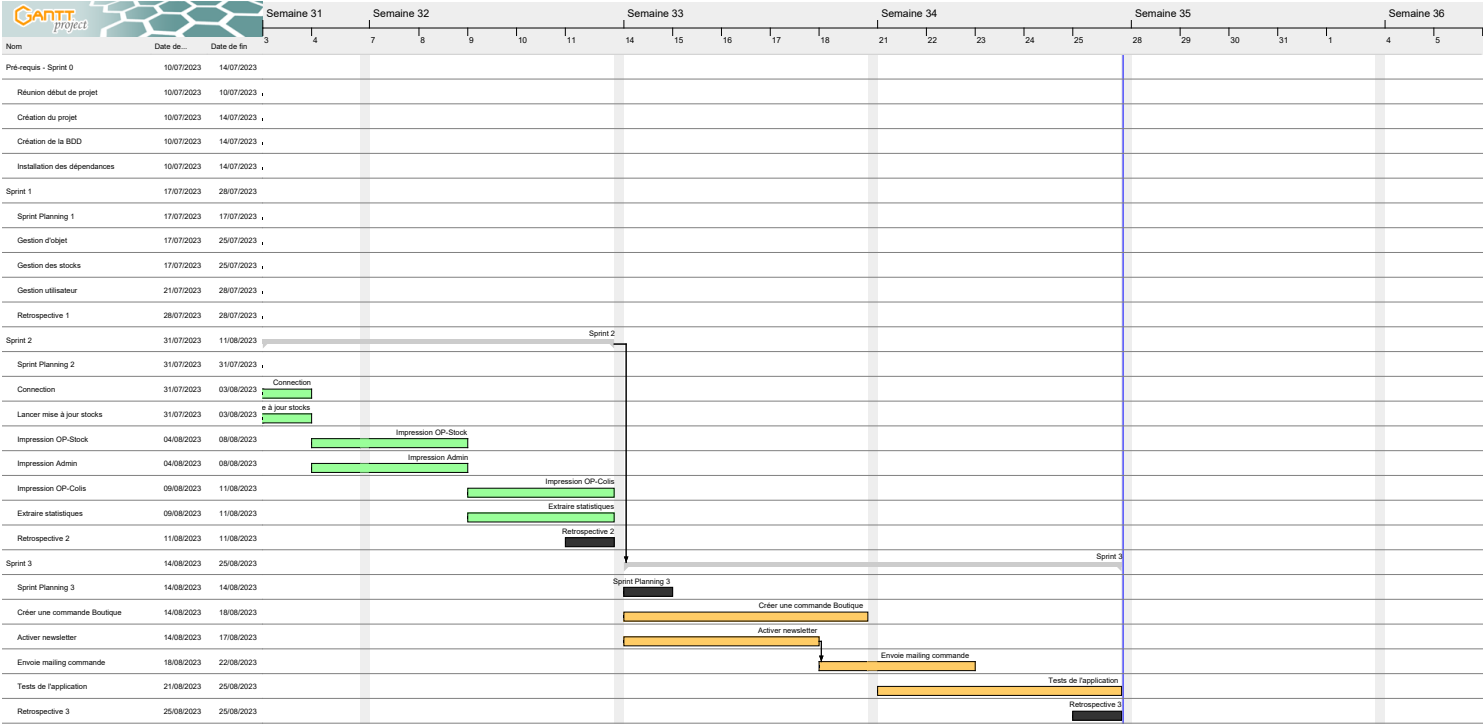 GANTT project
Semaine 31 Semaine 32 Semaine 33 Semaine 34 Semaine 35 Semaine 36
Nom Date de... Date de fin 3 4 7 8 9 10 11 14 15 16 17 18 21 22 23 24 25 28 29 30 31 1 4 5
Pré-requis - Sprint 0 10/07/2023 14/07/2023
Réunion début de projet 10/07/2023 10/07/2023
Création du projet 10/07/2023 14/07/2023
Création de la BDD 10/07/2023 14/07/2023
Installation des dépendances 10/07/2023 14/07/2023
Sprint 1 17/07/2023 28/07/2023
Sprint Planning 1 17/07/2023 17/07/2023
Gestion d'objet 17/07/2023 25/07/2023
Gestion des stocks 17/07/2023 25/07/2023
Gestion utilisateur 21/07/2023 28/07/2023
Retrospective 1 28/07/2023 28/07/2023
Sprint 2 31/07/2023 11/08/2023 Sprint 2
Sprint Planning 2 31/07/2023 31/07/2023
Connection 31/07/2023 03/08/2023 Connection
Lancer mise à jour stocks 31/07/2023 03/08/2023 e à jour stocks
Impression OP-Stock 04/08/2023 08/08/2023 Impression OP-Stock
Impression Admin 04/08/2023 08/08/2023 Impression Admin
Impression OP-Colis 09/08/2023 11/08/2023 Impression OP-Colis
Extraire statistiques 09/08/2023 11/08/2023 Extraire statistiques
Retrospective 2 11/08/2023 11/08/2023 Retrospective 2
Sprint 3 14/08/2023 25/08/2023 Sprint 3
Sprint Planning 3 14/08/2023 14/08/2023 Sprint Planning 3
Créer une commande Boutique 14/08/2023 18/08/2023 Créer une commande Boutique
Activer newsletter 14/08/2023 17/08/2023 Activer newsletter
Envoie mailing commande 18/08/2023 22/08/2023 Envoie mailing commande
Tests de l'application 21/08/2023 25/08/2023 Tests de l'application
Retrospective 3 25/08/2023 25/08/2023 Retrospective 3